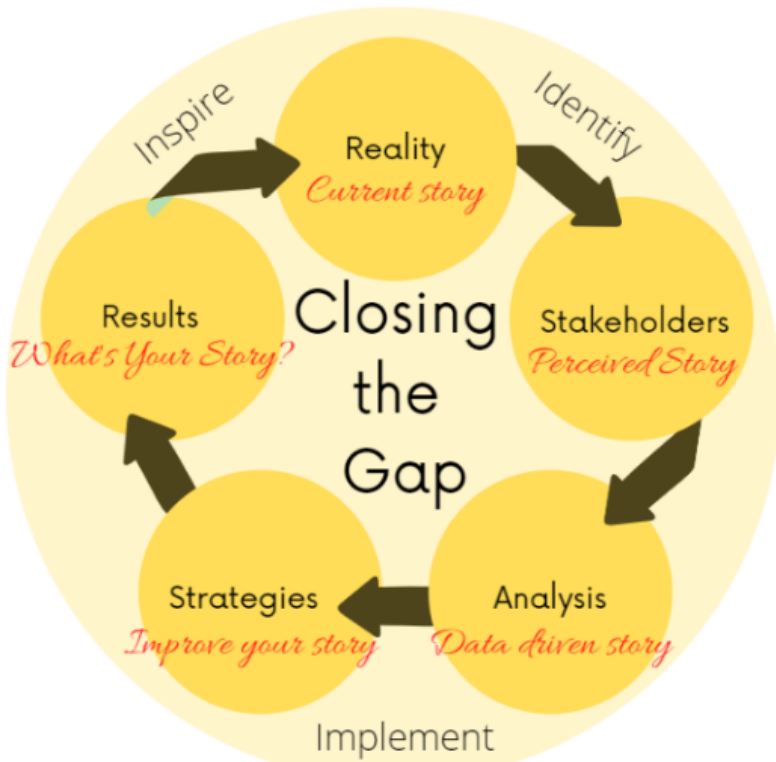 Inspire
Identify
Reality
Current story
Stakeholders
Perceived Story
Analysis
Data driven story
Strategies
Improve your story
Results
What's Your Story?
Closing
the
Gap
Implement